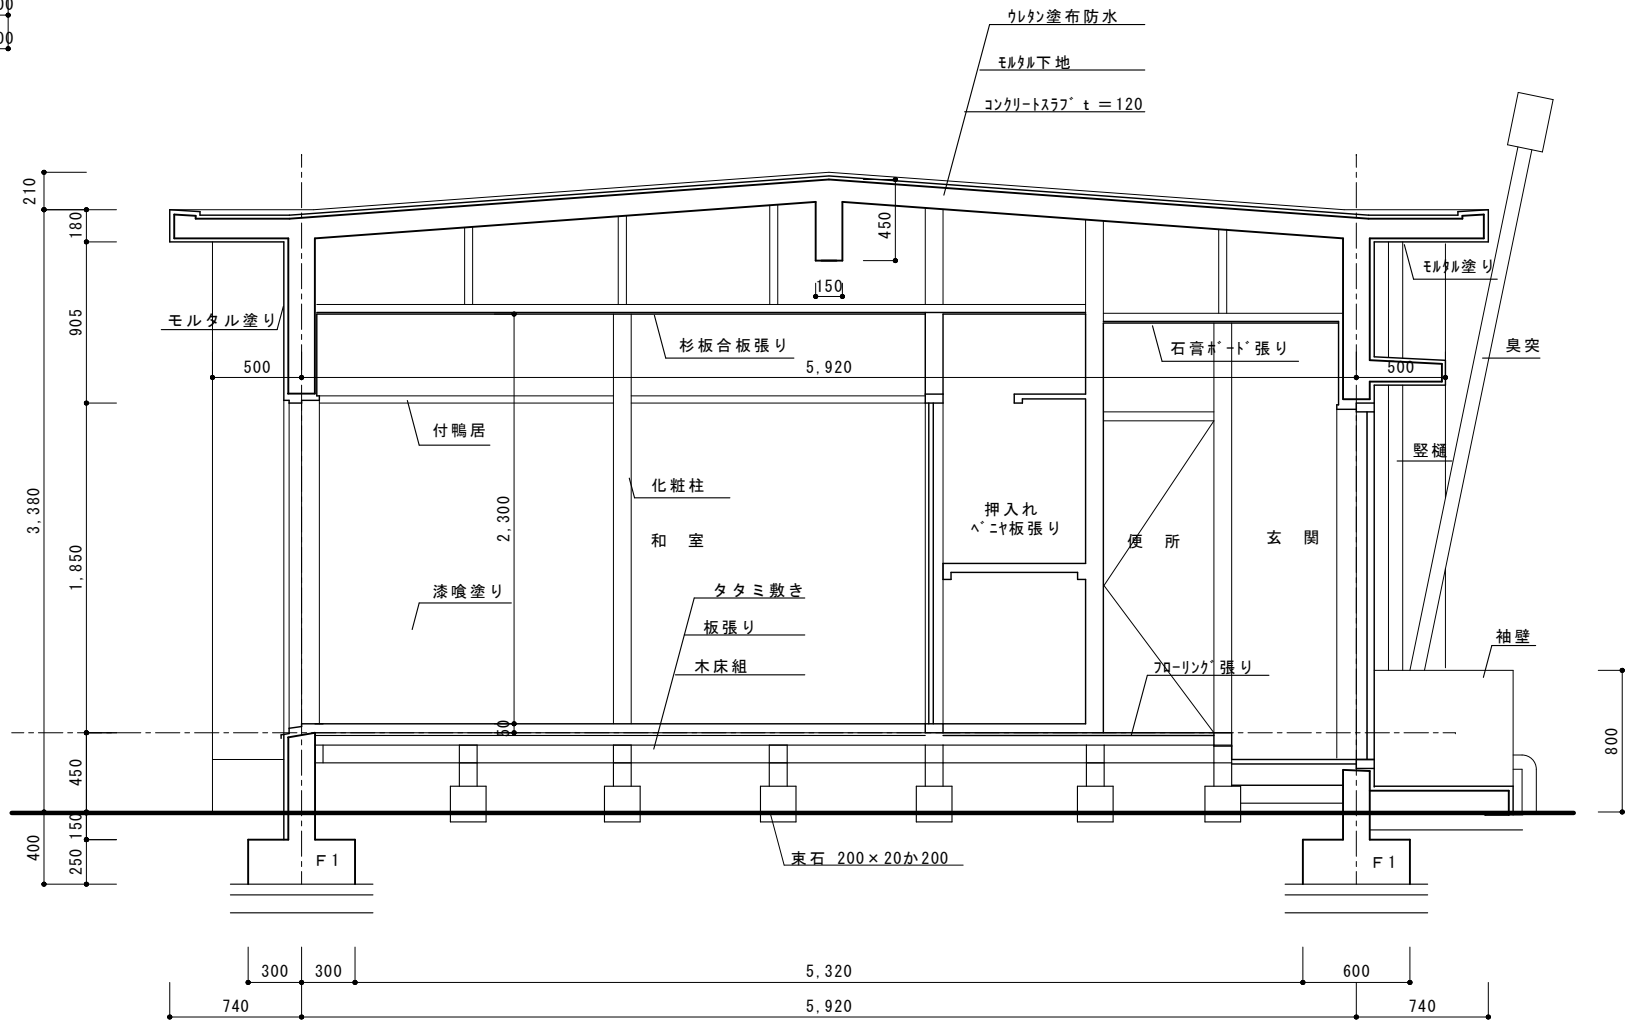 00
00
ウレタン塗布防水
モルタル下地
コンクリートスラブ t=120
210
180
450
モルタル塗り
150
モルタル塗り
905
杉板合板張り
石膏ボード張り
臭突
500
5,920
500
付鴨居
竪樋
化粧柱
3,380
2,300
押入れ
ベニヤ板張り
和 室
便 所
玄 関
1,850
漆喰塗り
タタミ敷き
板張り
袖壁
木床組
フローリング張り
50
800
450
150
400
250
F1
束石 200×20か200
F1
300
300
5,320
600
740
5,920
740